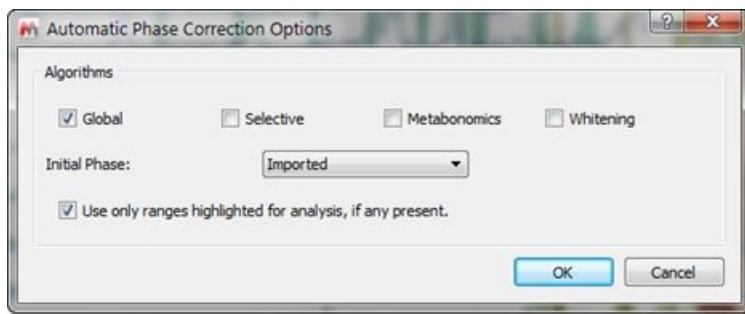 Automatic Phase Correction Options
Algorithms
Global Selective Metabonomics Whitening
Initial Phase: Imported
Use only ranges highlighted for analysis, if any present.
OK Cancel